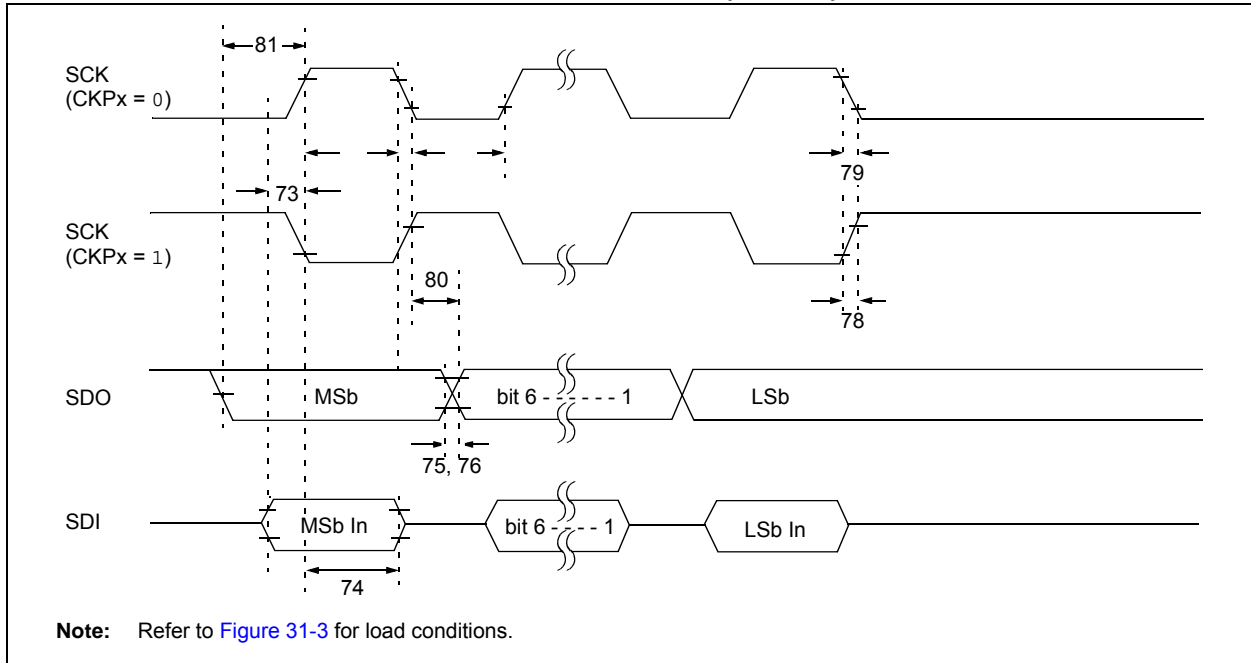 81
SCK
(CKPx = 0)
79
73
SCK
(CKPx = 1)
80
78
SDO
MSb
bit 6 - - - - - - 1
LSb
75, 76
SDI
MSb In
bit 6 - - - - 1
LSb In
74
Note: Refer to Figure 31-3 for load conditions.